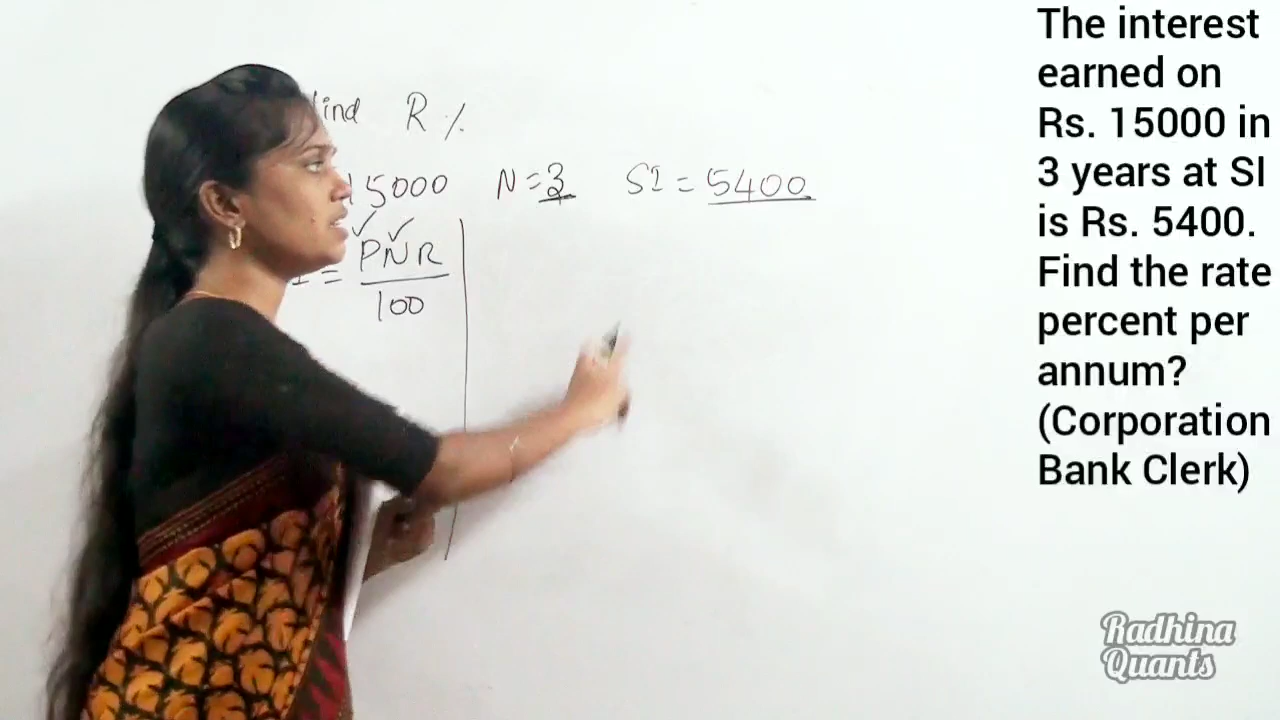 find R %
15000 N = 3 SI = 5400
I = PNR
100
The interest
earned on
Rs. 15000 in
3 years at SI
is Rs. 5400.
Find the rate
percent per
annum?
(Corporation
Bank Clerk)
Radhina
Quants